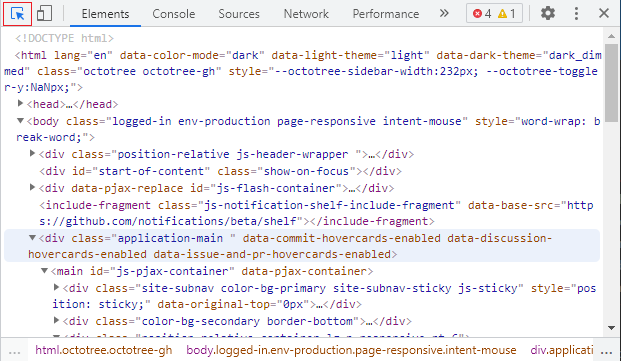 Elements Console Sources Network Performance » 4 1
<!DOCTYPE html>
<html lang="en" data-color-mode="dark" data-light-theme="light" data-dark-theme="dark_dim
med" class="octotree octotree-gh" style="--octotree-sidebar-width:232px; --octotree-toggle
r-y:NaNpx;">
<head>…</head>
<body class="logged-in env-production page-responsive intent-mouse" style="word-wrap: b
reak-word;">
<div class="position-relative js-header-wrapper ">…</div>
<div id="start-of-content" class="show-on-focus"></div>
<div data-pjax-replace id="js-flash-container">…</div>
<include-fragment class="js-notification-shelf-include-fragment" data-base-src="http
s://github.com/notifications/beta/shelf"></include-fragment>
<div class="application-main " data-commit-hovercards-enabled data-discussion-
hovercards-enabled data-issue-and-pr-hovercards-enabled>
<main id="js-pjax-container" data-pjax-container>
<div class="site-subnav color-bg-primary site-subnav-sticky js-sticky" style="pos
ition: sticky;" data-original-top="0px">…</div>
<div class="color-bg-secondary border-bottom">…</div>
... html.octotree.octotree-gh body.logged-in.env-production.page-responsive.intent-mouse div.applicati ...